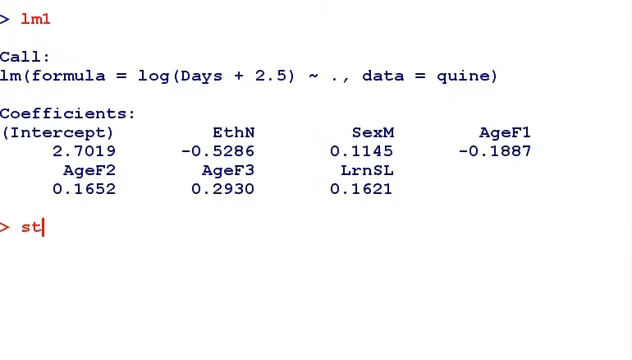 > lm1
Call:
lm(formula = log(Days + 2.5) ~ ., data = quine)
Coefficients:
(Intercept) EthN SexM AgeF1
2.7019 -0.5286 0.1145 -0.1887
AgeF2 AgeF3 LrnSL
0.1652 0.2930 0.1621
> st